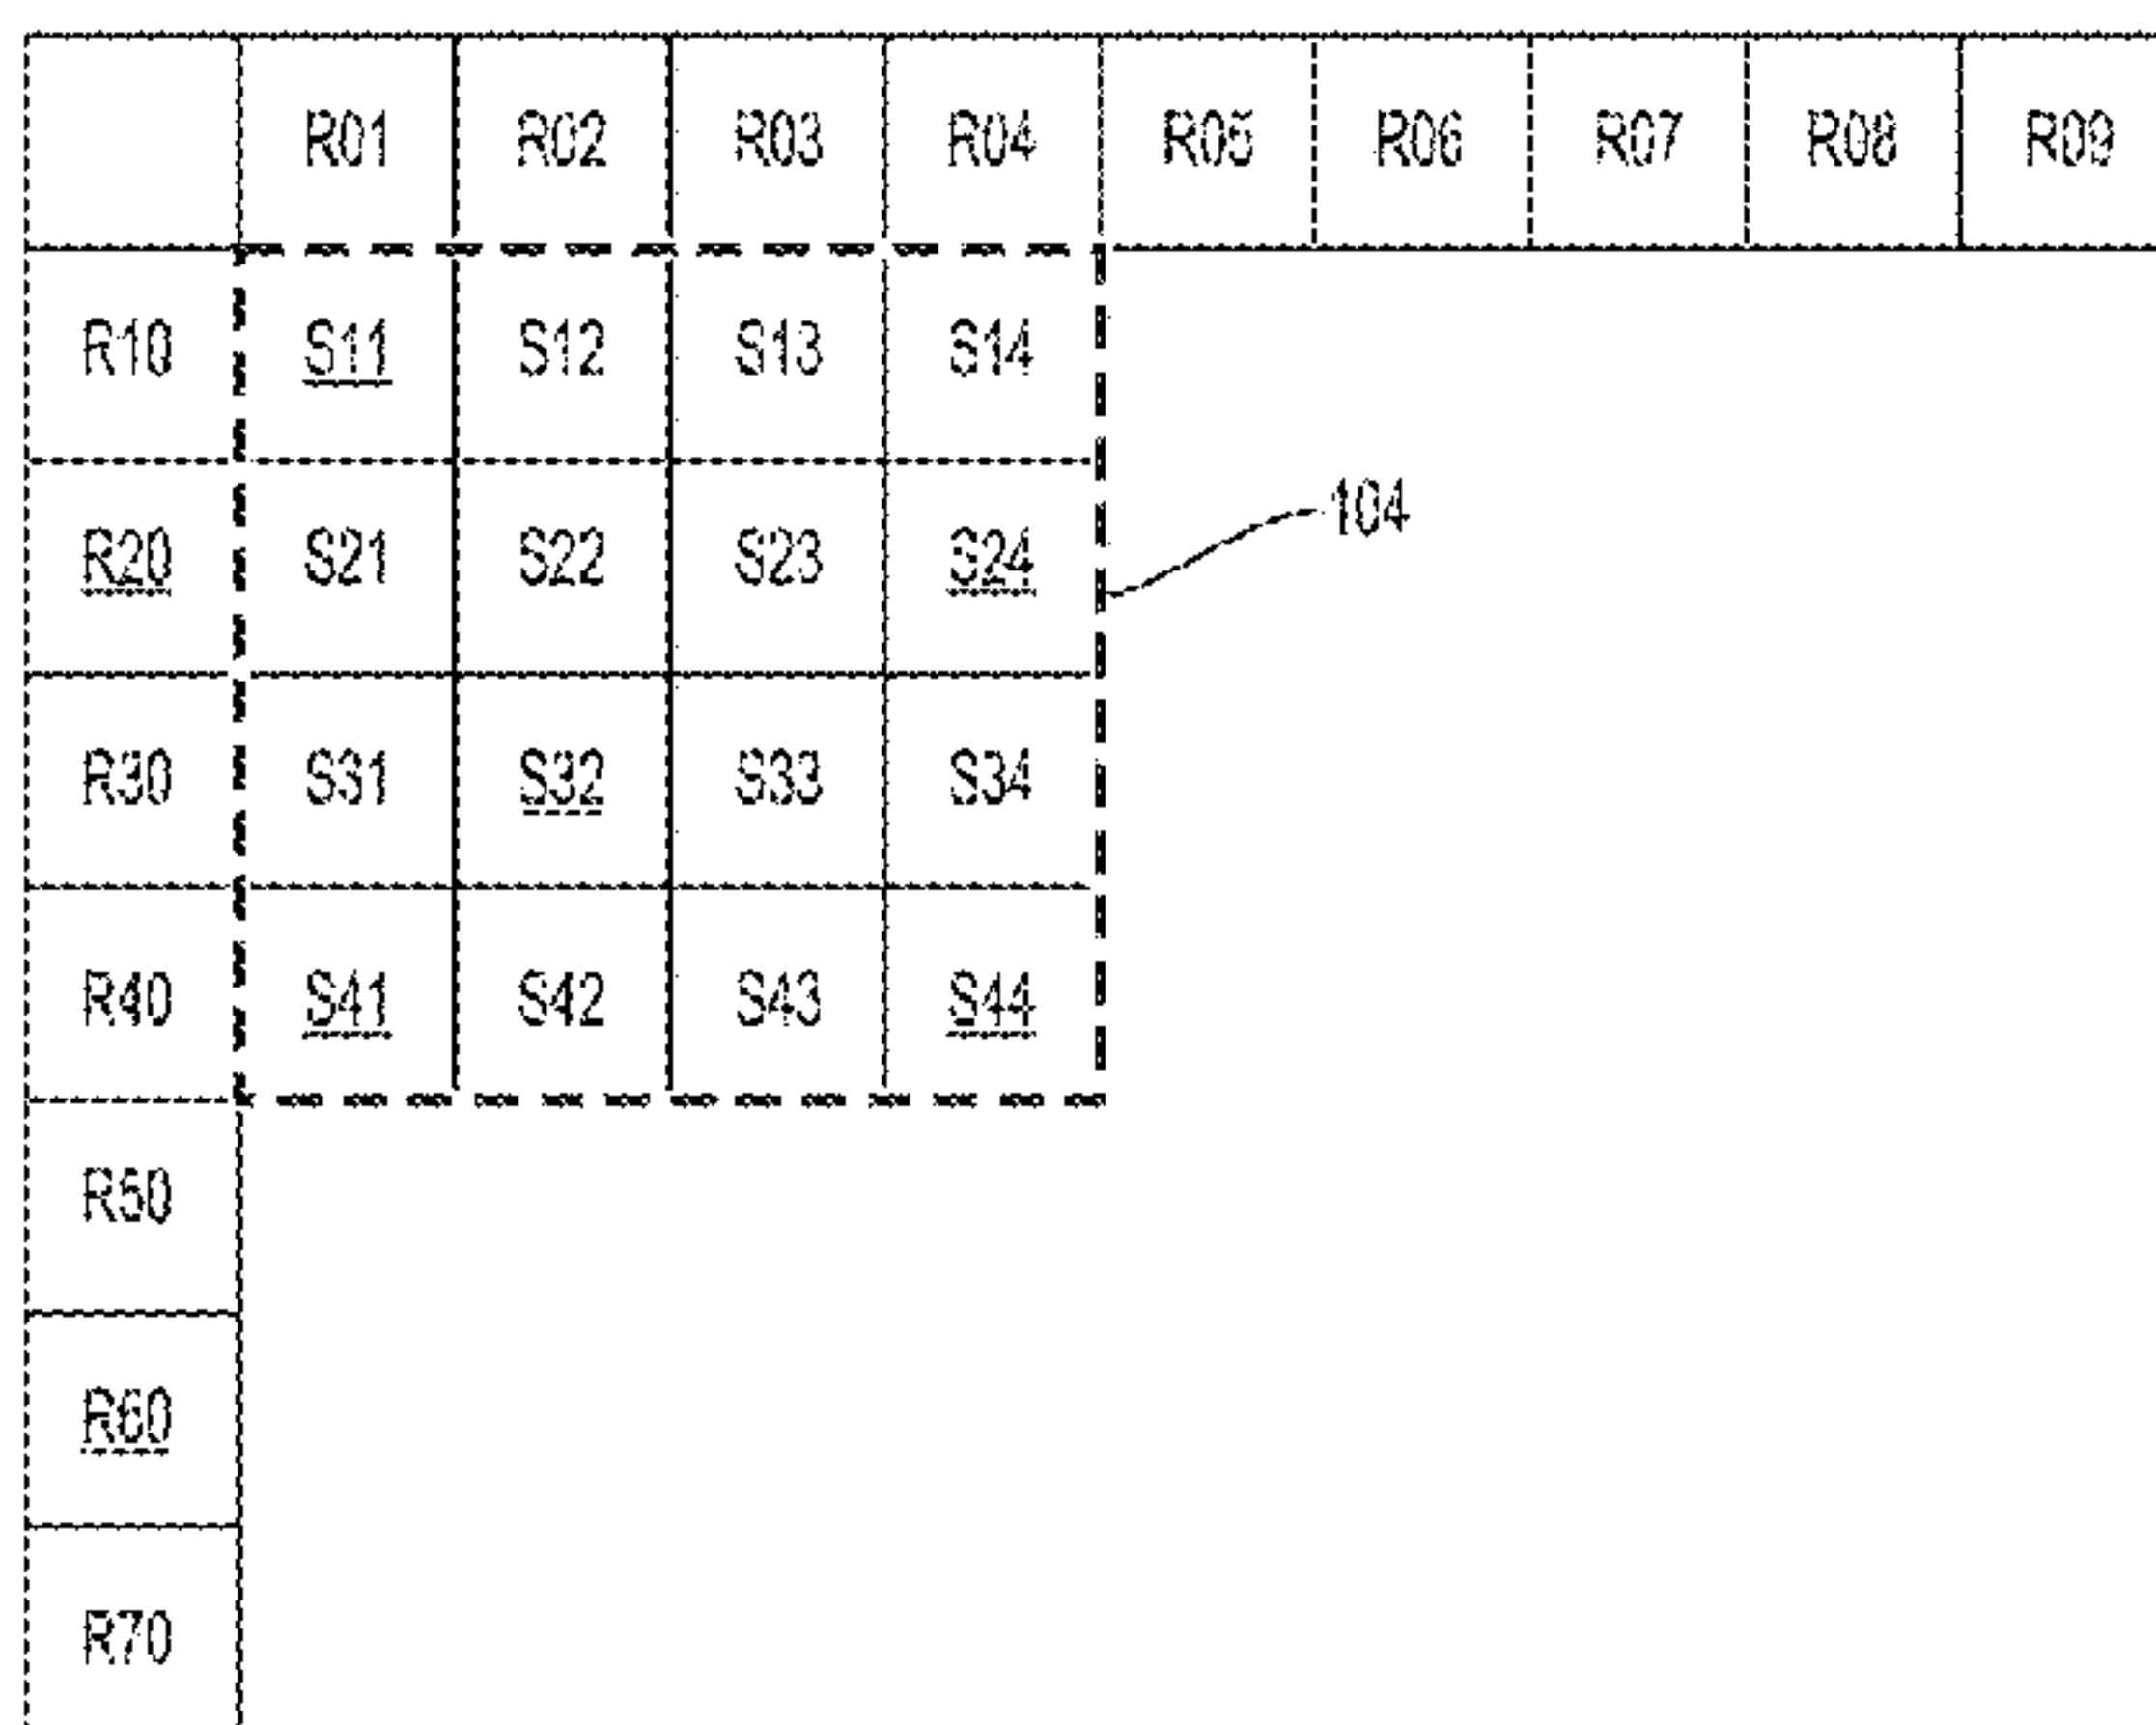 R01 R02 R03 R04 R05 R06 R07 R08 R09
R10 S11 S12 S13 S14
104
R20 S21 S22 S23 S24
R30 S31 S32 S33 S34
R40 S41 S42 S43 S44
R50
R60
R70